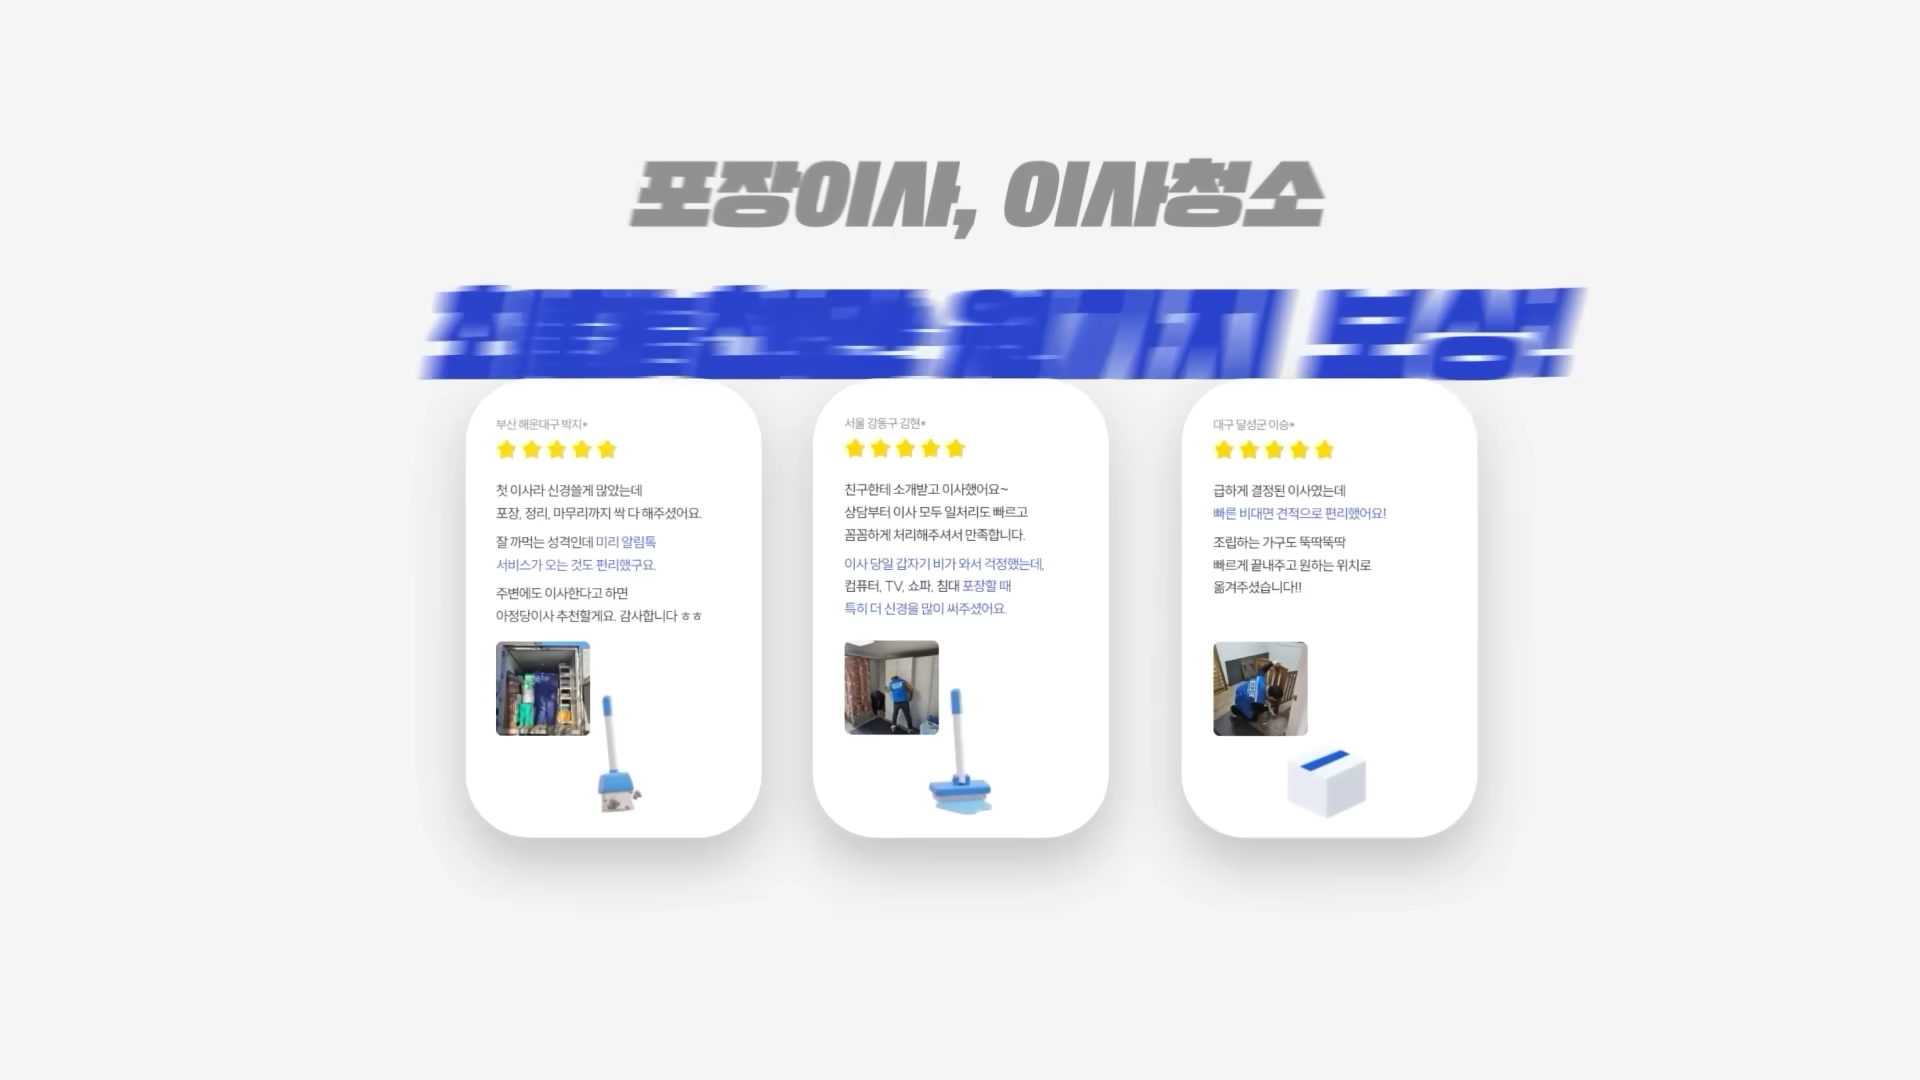 포장이사, 이사청소
최대 천만 원까지 보상!
부산 해운대구 박지*
첫 이사라 신경쓸게 많았는데
포장, 정리, 마무리까지 싹 다 해주셨어요.
잘 까먹는 성격인데 미리 알림톡
서비스가 오는 것도 편리했구요.
주변에도 이사한다고 하면
아정당이사 추천할게요. 감사합니다 ㅎㅎ
서울 강동구 김현*
친구한테 소개받고 이사했어요~
상담부터 이사 모두 일처리도 빠르고
꼼꼼하게 처리해주셔서 만족합니다.
이사 당일 갑자기 비가 와서 걱정했는데,
컴퓨터, TV, 쇼파, 침대 포장할 때
특히 더 신경을 많이 써주셨어요.
대구 달성군 이승*
급하게 결정된 이사였는데
빠른 비대면 견적으로 편리했어요!
조립하는 가구도 뚝딱뚝딱
빠르게 끝내주고 원하는 위치로
옮겨주셨습니다!!